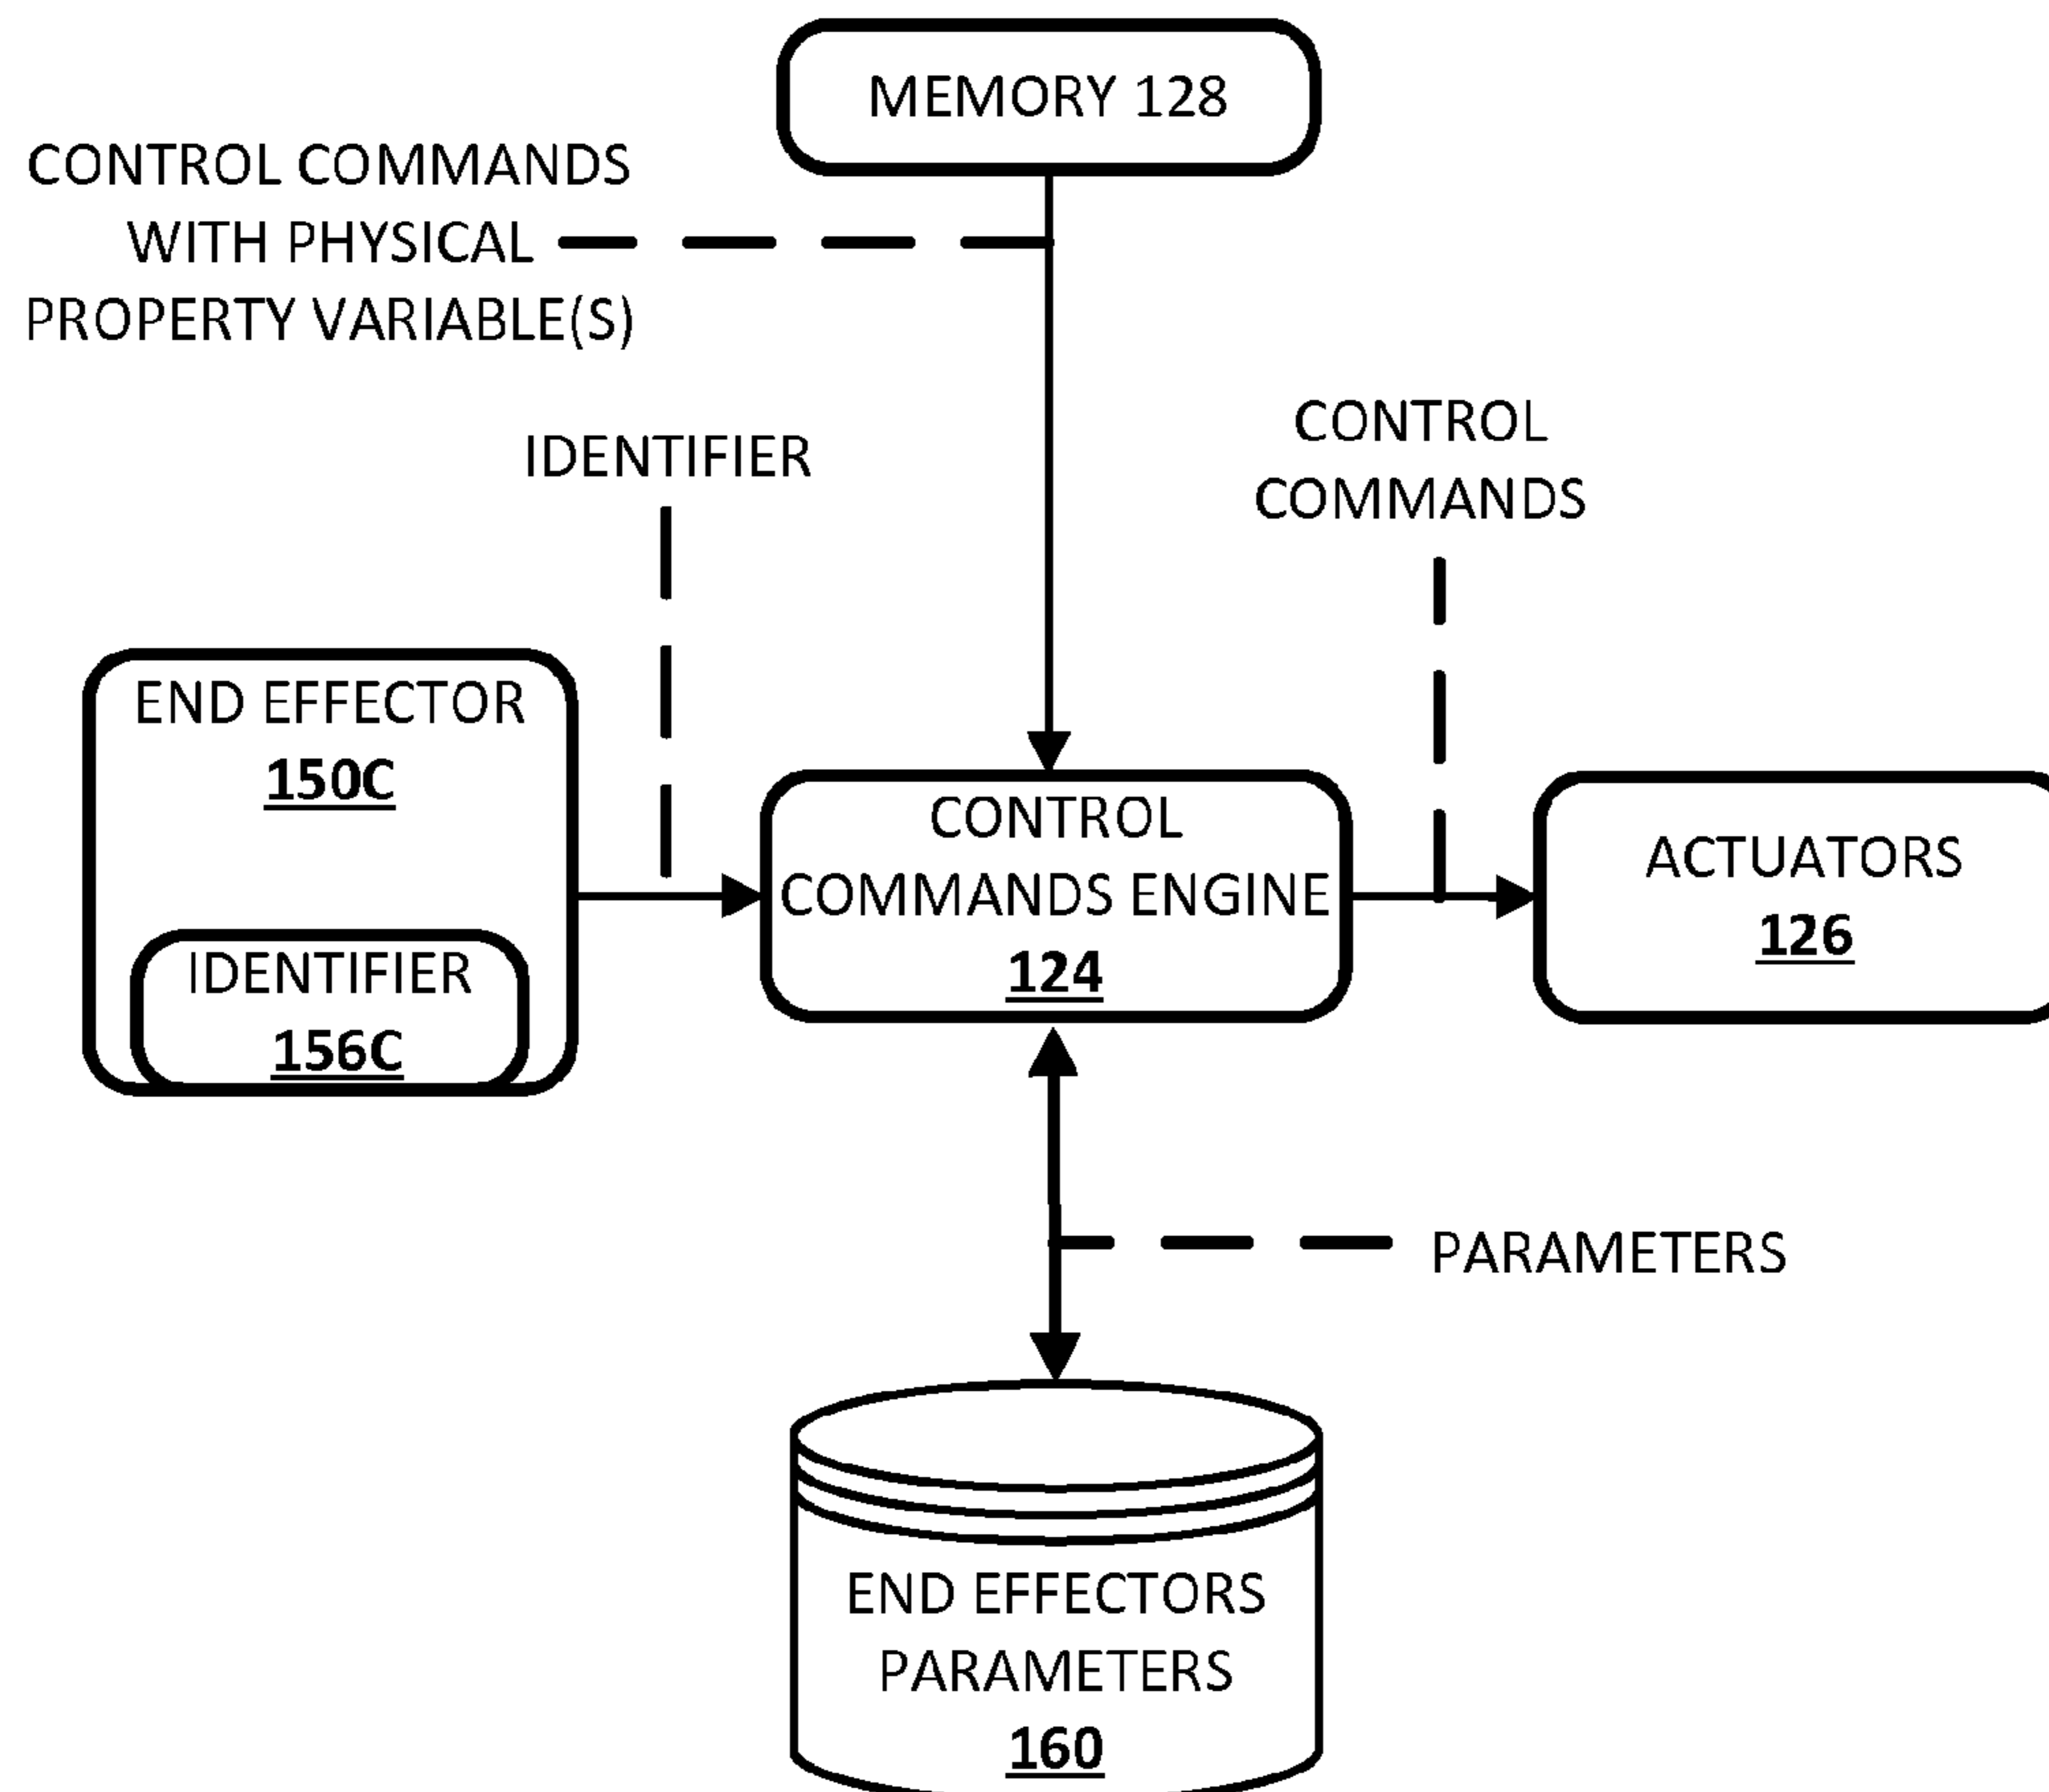 MEMORY 128
CONTROL COMMANDS
WITH PHYSICAL
PROPERTY VARIABLE(S)
IDENTIFIER
CONTROL
COMMANDS
END EFFECTOR
150C
IDENTIFIER
156C
CONTROL
COMMANDS ENGINE
124
ACTUATORS
126
PARAMETERS
END EFFECTORS
PARAMETERS
160